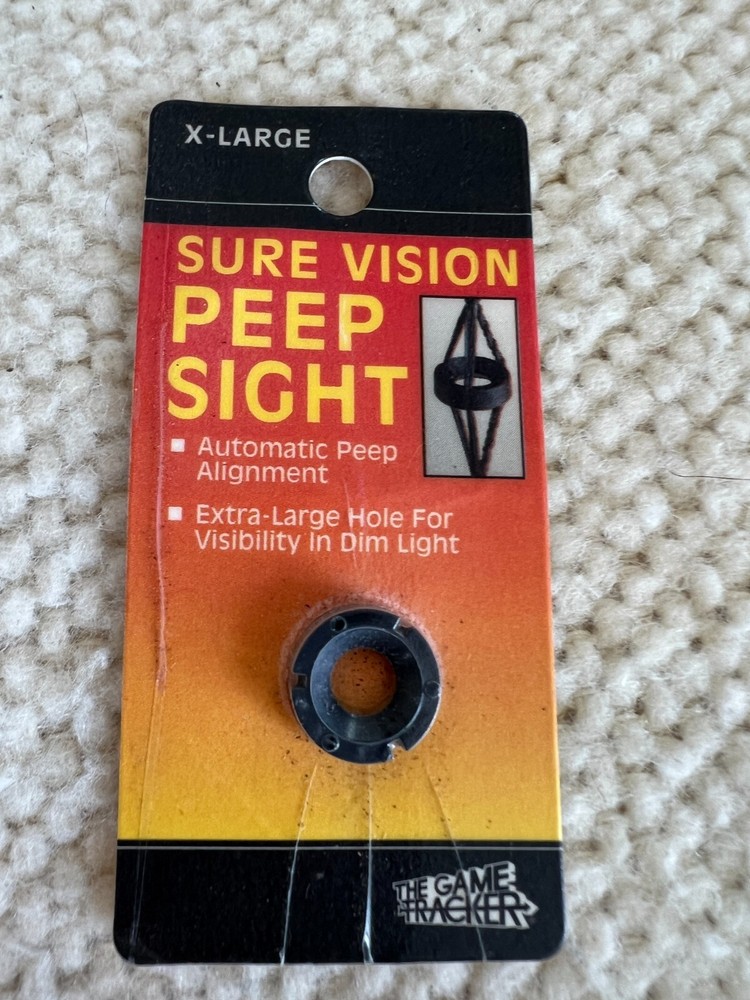 X-LARGE
SURE VISION
PEEP
SIGHT
Automatic Peep
Alignment
Extra-Large Hole For
Visibility In Dim Light
THE GAME
TRACKER